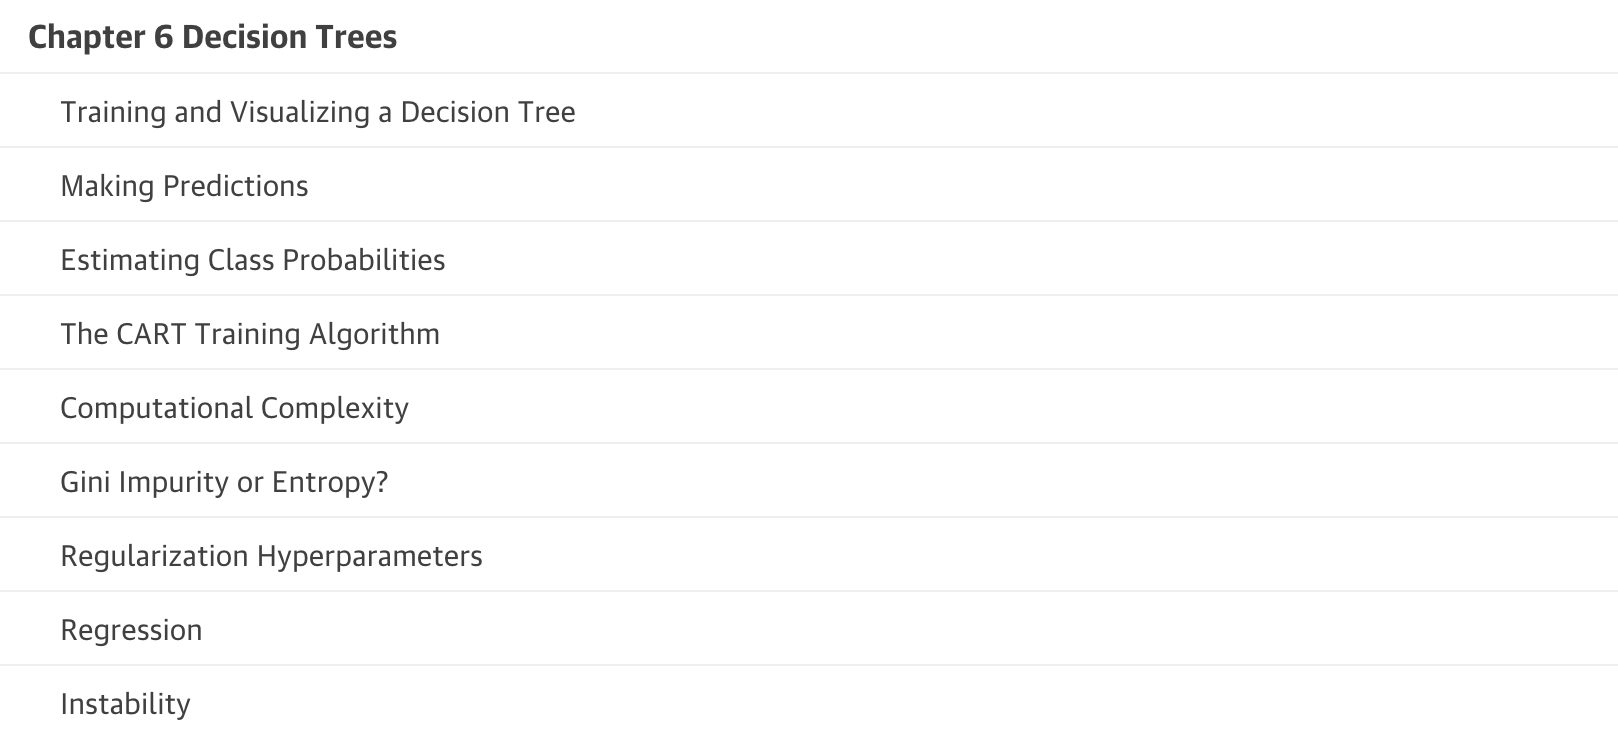 Chapter 6 Decision Trees
Training and Visualizing a Decision Tree
Making Predictions
Estimating Class Probabilities
The CART Training Algorithm
Computational Complexity
Gini Impurity or Entropy?
Regularization Hyperparameters
Regression
Instability